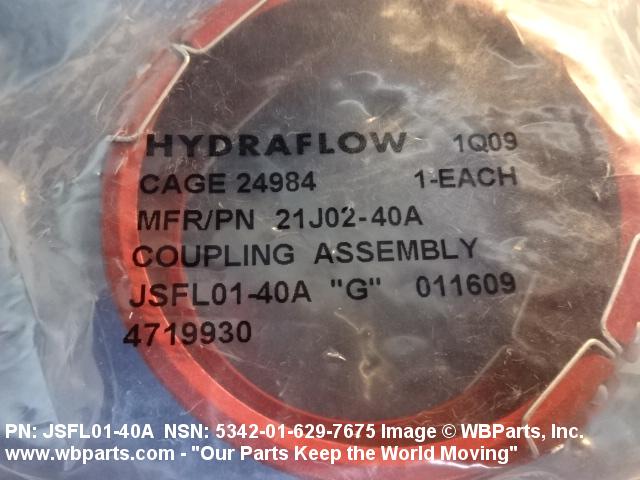 HYDRAFLOW 1Q09
CAGE 24984 1-EACH
MFR/PN 21J02-40A
COUPLING ASSEMBLY
JSFL01-40A "G" 011609
4719930
PN: JSFL01-40A NSN: 5342-01-629-7675 Image © WBParts, Inc.
www.wbparts.com - "Our Parts Keep the World Moving"